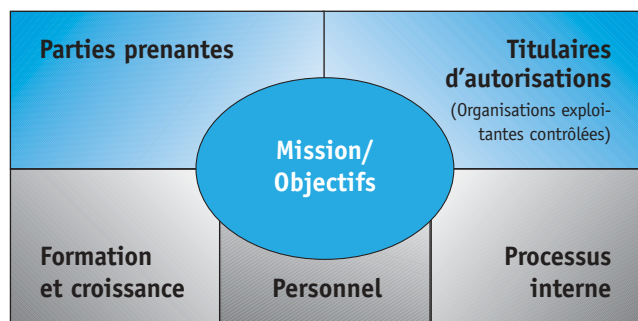 Parties prenantes
Titulaires
d’autorisations
(Organisations exploi-
tantes contrôlées)
Mission/
Objectifs
Formation
et croissance
Personnel
Processus
interne